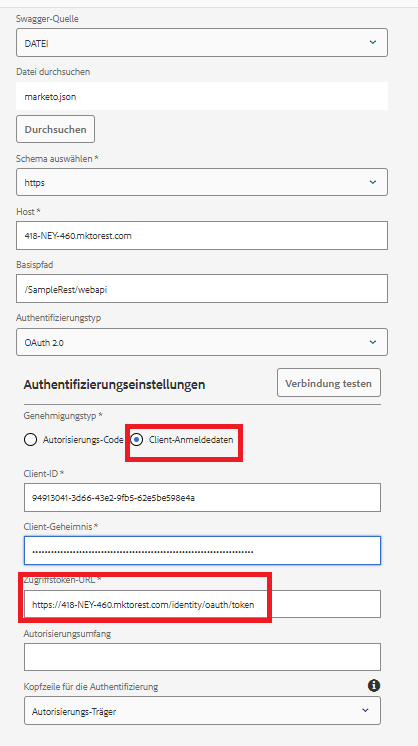 Swagger-Quelle
DATEI
Datei durchsuchen
marketo.json
Durchsuchen
Schema auswählen *
https
Host *
418-NEY-460.mktorest.com
Basispfad
/SampleRest/webapi
Authentifizierungstyp
OAuth 2.0
Authentifizierungseinstellungen
Verbindung testen
Genehmigungstyp *
Autorisierungs-Code
Client-Anmeldedaten
Client-ID *
94913041-3d66-43e2-9fb5-62e5be598e4a
Client-Geheimnis *
Zugriffstoken-URL *
https://418-NEY-460.mktorest.com/identity/oauth/token
Autorisierungsumfang
Kopfzeile für die Authentifizierung
Autorisierungs-Träger